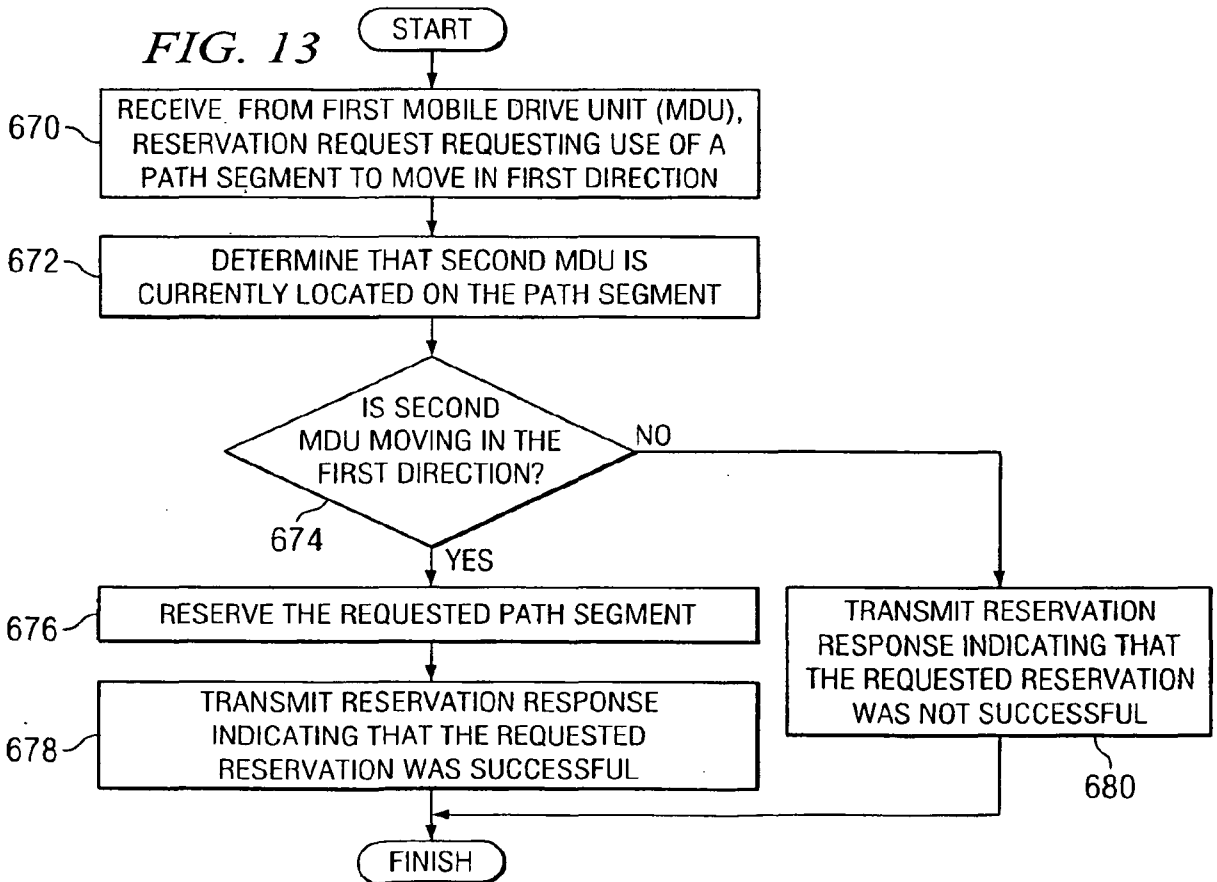 FIG. 13
START
670
RECEIVE FROM FIRST MOBILE DRIVE UNIT (MDU),
RESERVATION REQUEST REQUESTING USE OF A
PATH SEGMENT TO MOVE IN FIRST DIRECTION
672
DETERMINE THAT SECOND MDU IS
CURRENTLY LOCATED ON THE PATH SEGMENT
IS SECOND
MDU MOVING IN THE
FIRST DIRECTION?
NO
674
YES
676
RESERVE THE REQUESTED PATH SEGMENT
678
TRANSMIT RESERVATION RESPONSE
INDICATING THAT THE REQUESTED
RESERVATION WAS SUCCESSFUL
TRANSMIT RESERVATION
RESPONSE INDICATING THAT
THE REQUESTED RESERVATION
WAS NOT SUCCESSFUL
680
FINISH